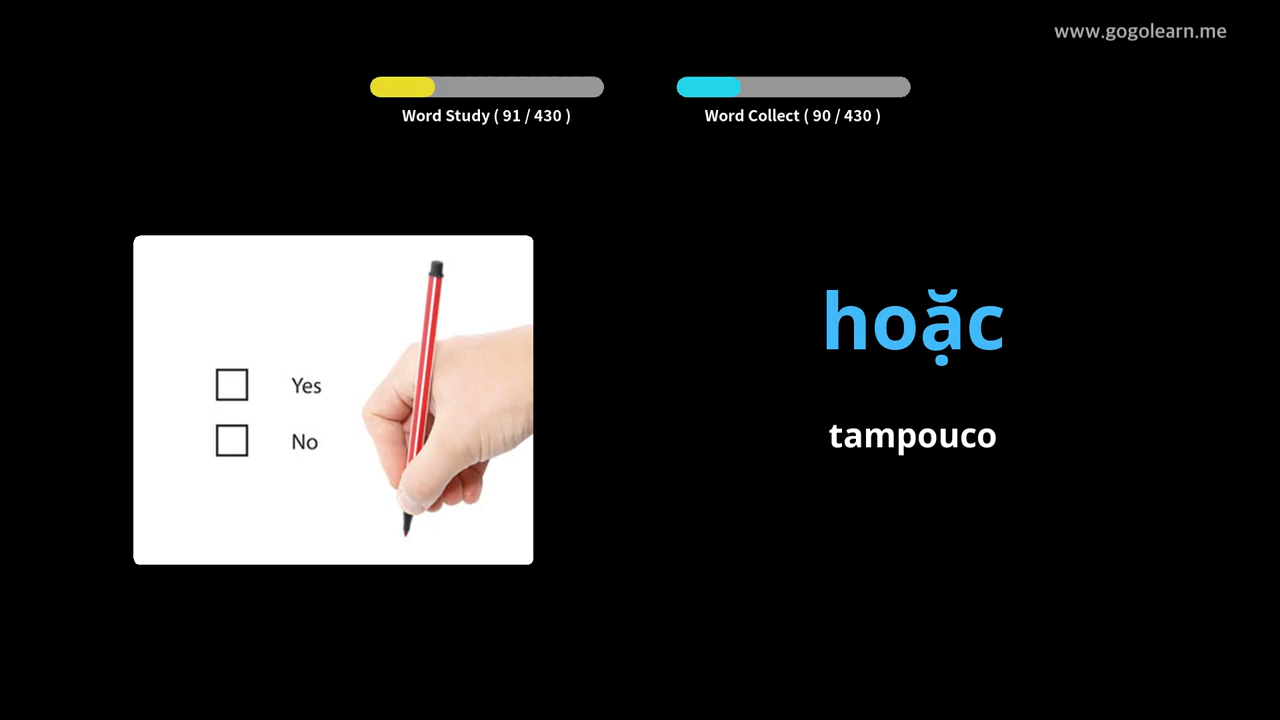 www.gogolearn.me
Word Study ( 91 / 430 )
Word Collect ( 90 / 430 )
Yes
No
hoặc
tampouco